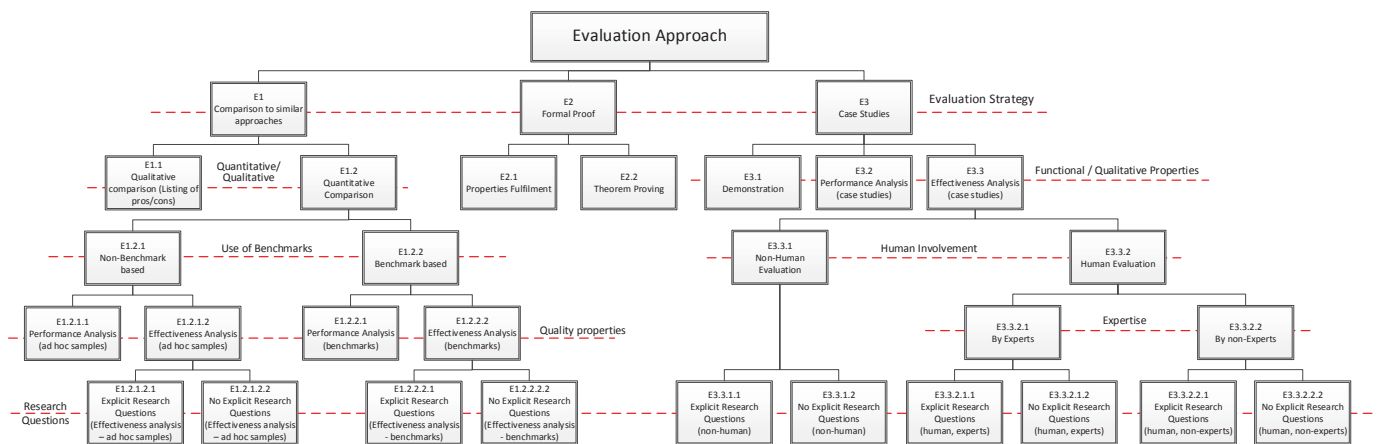 Evaluation Approach
E1
Comparison to similar
approaches
E2
Formal Proof
E3
Case Studies
Evaluation Strategy
E1.1
Qualitative
comparison (Listing of
pros/cons)
Quantitative/
Qualitative
E1.2
Quantitative
Comparison
E2.1
Properties Fulfilment
E2.2
Theorem Proving
E3.1
Demonstration
E3.2
Performance Analysis
(case studies)
E3.3
Effectiveness Analysis
(case studies)
Functional / Qualitative Properties
E1.2.1
Non-Benchmark
based
Use of Benchmarks
E1.2.2
Benchmark based
E3.3.1
Non-Human
Evaluation
Human Involvement
E3.3.2
Human Evaluation
E1.2.1.1
Performance Analysis
(ad hoc samples)
E1.2.1.2
Effectiveness Analysis
(ad hoc samples)
E1.2.2.1
Performance Analysis
(benchmarks)
E1.2.2.2
Effectiveness Analysis
(benchmarks)
Quality properties
E3.3.2.1
By Experts
Expertise
E3.3.2.2
By non-Experts
Research
Questions
E1.2.1.2.1
Explicit Research
Questions
(Effectiveness analysis
– ad hoc samples)
E1.2.1.2.2
No Explicit Research
Questions
(Effectiveness analysis
– ad hoc samples)
E1.2.2.2.1
Explicit Research
Questions
(Effectiveness analysis
- benchmarks)
E1.2.2.2.2
No Explicit Research
Questions
(Effectiveness analysis
- benchmarks)
E3.3.1.1
Explicit Research
Questions
(non-human)
E3.3.1.2
No Explicit Research
Questions
(non-human)
E3.3.2.1.1
Explicit Research
Questions
(human, experts)
E3.3.2.1.2
No Explicit Research
Questions
(human, experts)
E3.3.2.2.1
Explicit Research
Questions
(human, non-experts)
E3.3.2.2.2
No Explicit Research
Questions
(human, non-experts)